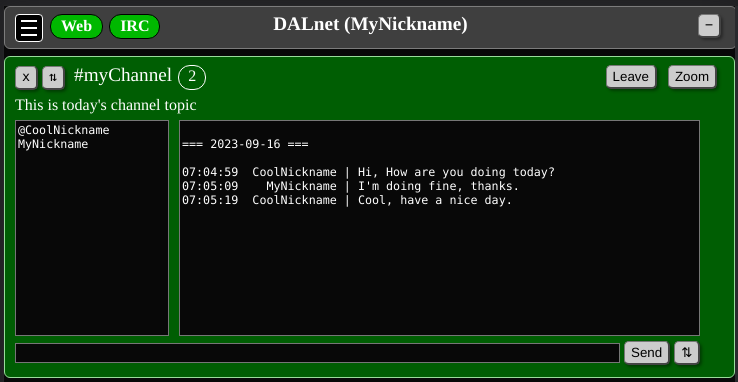 Web IRC DALnet (MyNickname) −
x ⇅ #myChannel 2 Leave Zoom
This is today's channel topic
@CoolNickname
MyNickname
=== 2023-09-16 ===
07:04:59 CoolNickname | Hi, How are you doing today?
07:05:09 MyNickname | I'm doing fine, thanks.
07:05:19 CoolNickname | Cool, have a nice day.
Send ⇅